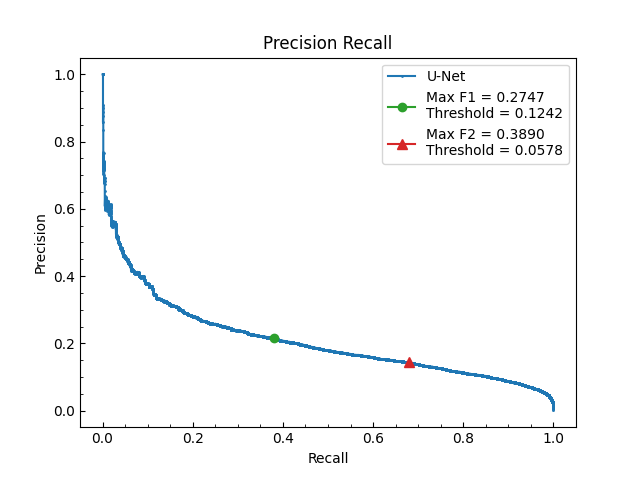 Precision Recall
U-Net
Max F1 = 0.2747
Threshold = 0.1242
Max F2 = 0.3890
Threshold = 0.0578
Precision
1.0
0.8
0.6
0.4
0.2
0.0
0.0 0.2 0.4 0.6 0.8 1.0
Recall